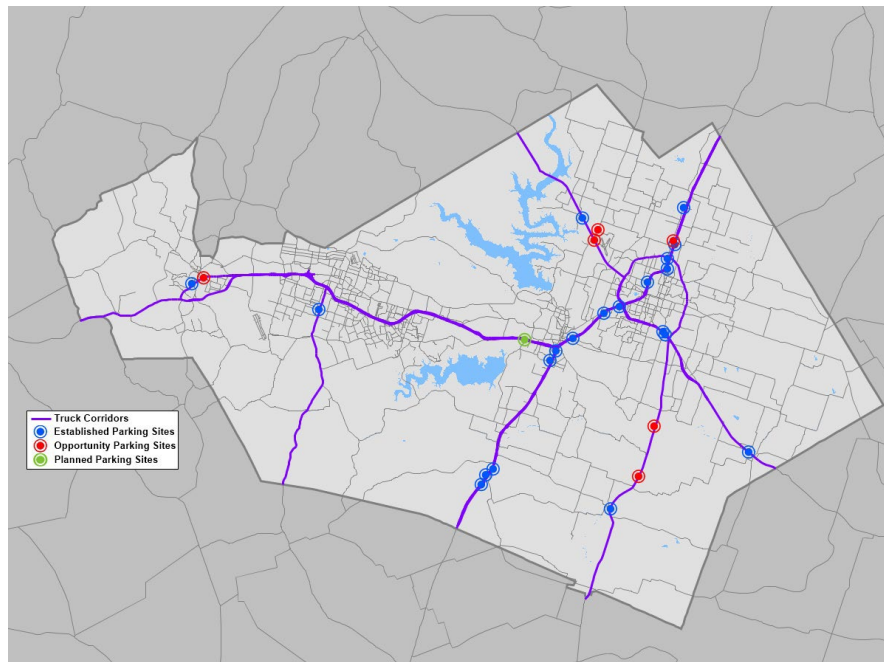 Truck Corridors
Established Parking Sites
Opportunity Parking Sites
Planned Parking Sites